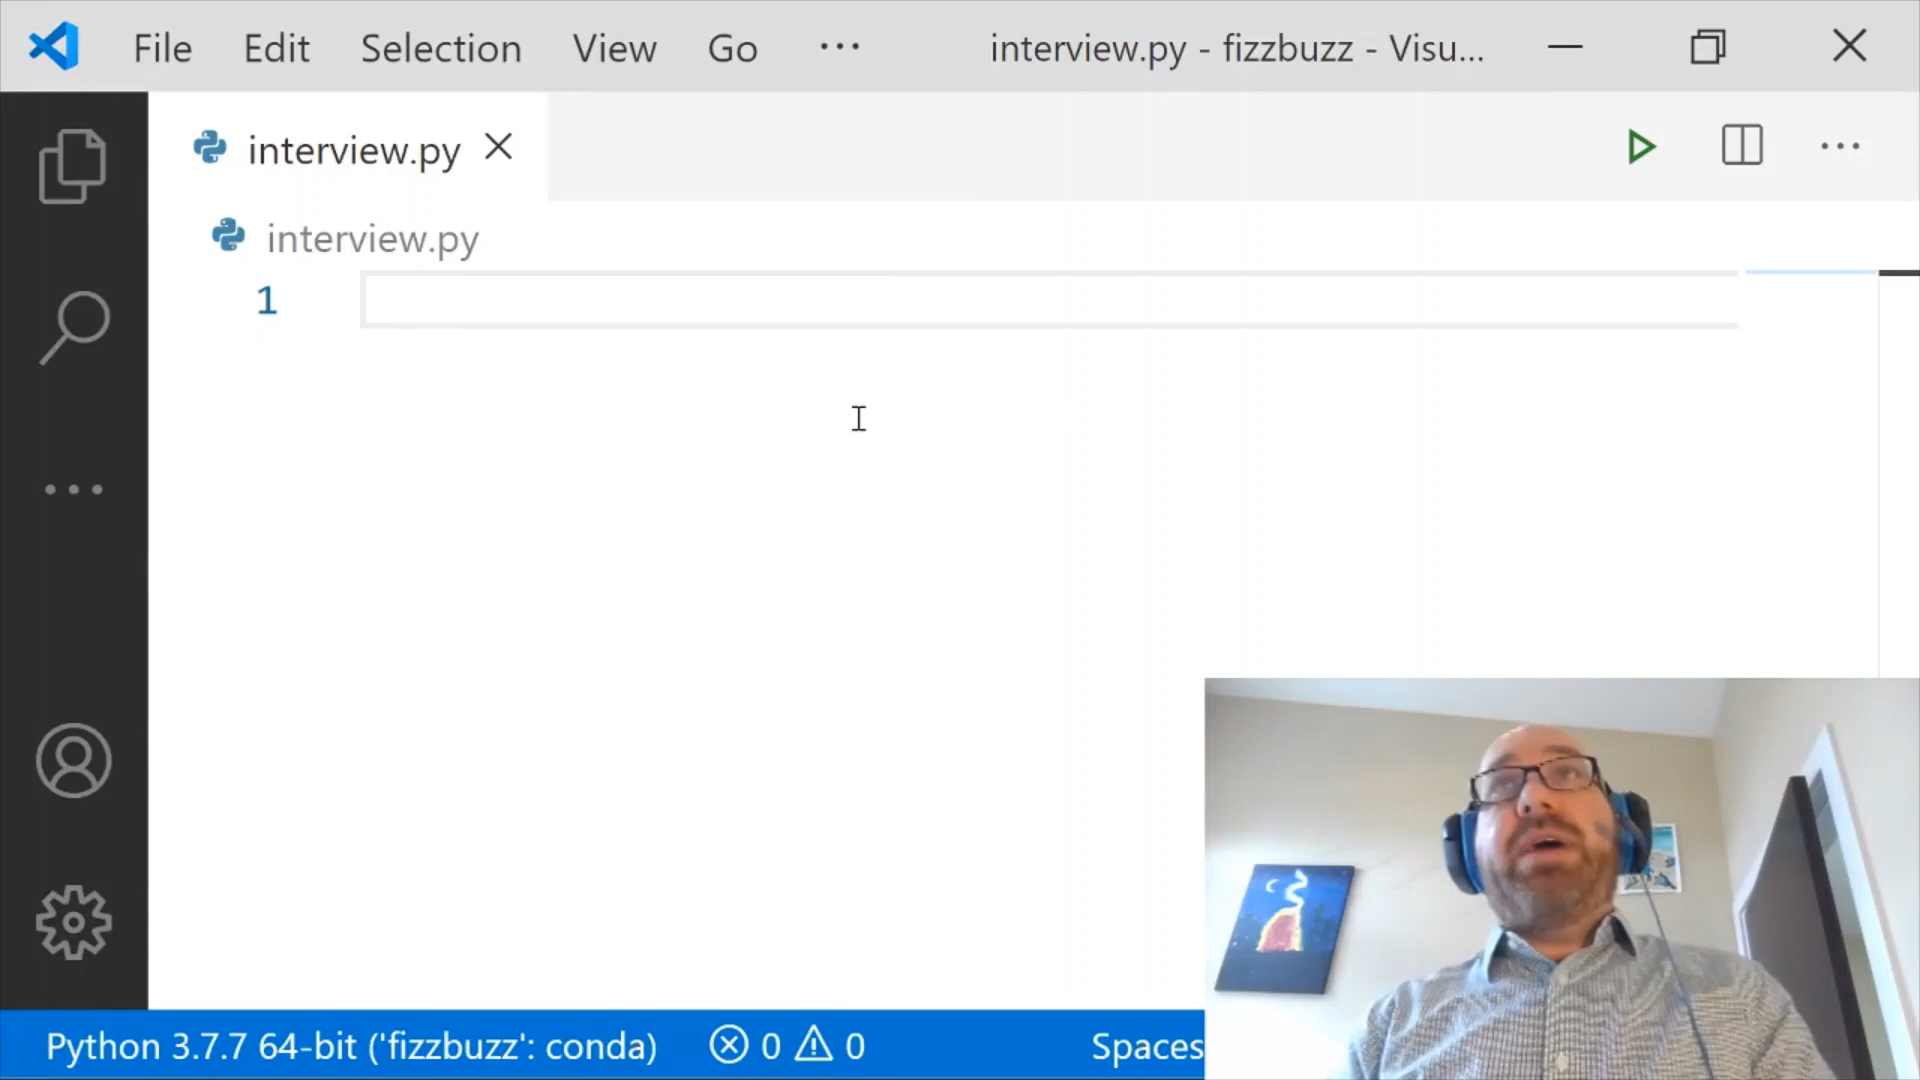 File Edit Selection View Go ··· interview.py - fizzbuzz - Visu...
interview.py
interview.py
1
Python 3.7.7 64-bit ('fizzbuzz': conda) 0 0 Spaces